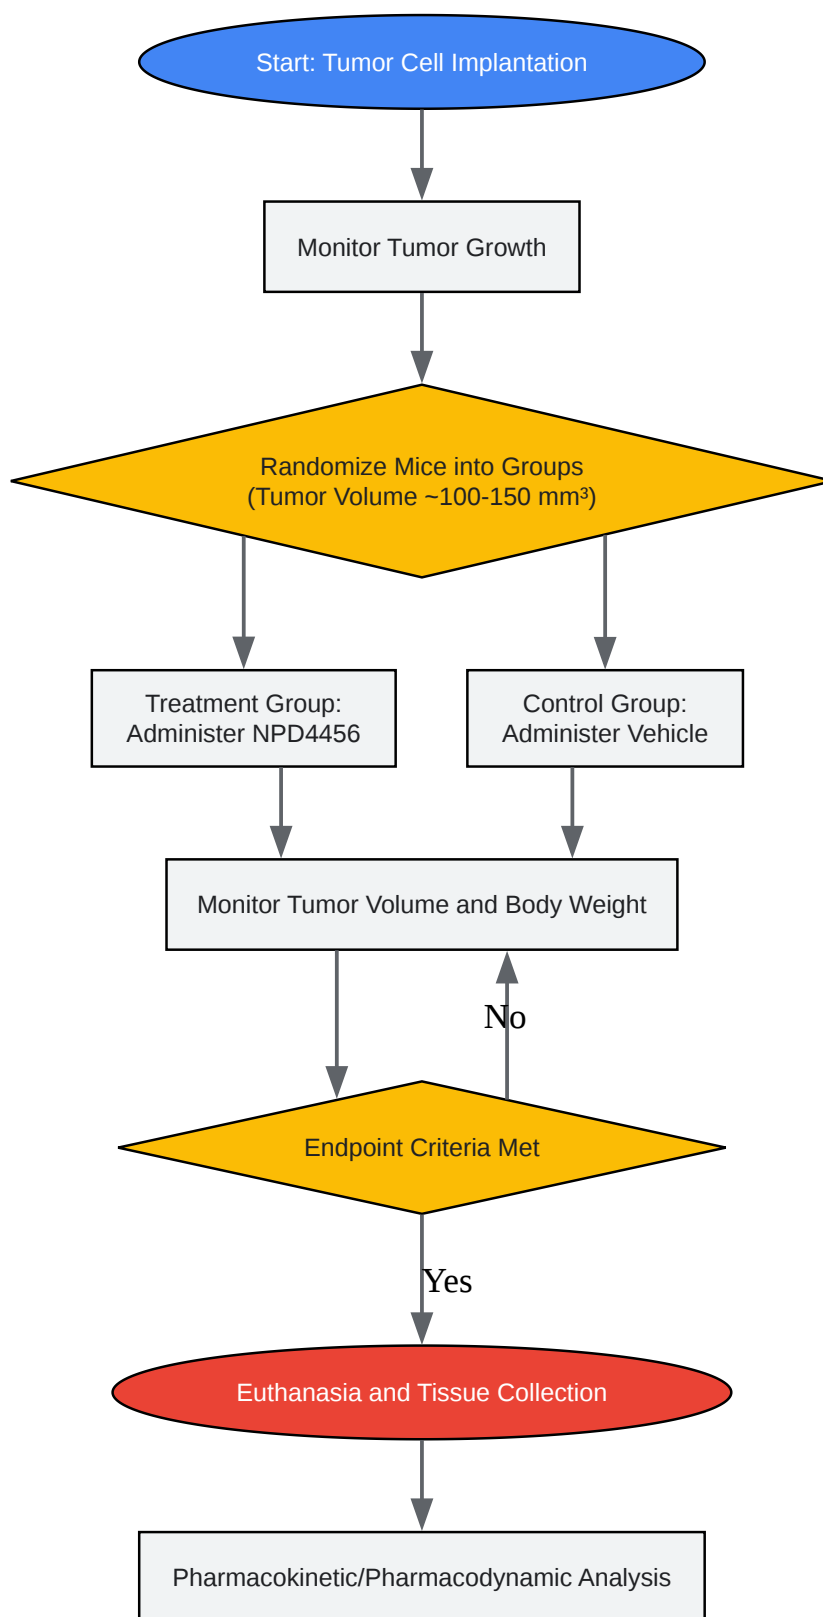 Start: Tumor Cell Implantation
Monitor Tumor Growth
Randomize Mice into Groups
(Tumor Volume ~100-150 mm³)
Treatment Group:
Administer NPD4456
Control Group:
Administer Vehicle
Monitor Tumor Volume and Body Weight
No
Endpoint Criteria Met
Yes
Euthanasia and Tissue Collection
Pharmacokinetic/Pharmacodynamic Analysis